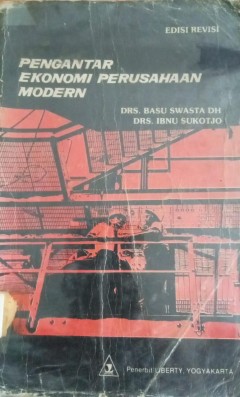 EDISI REVISI
PENGANTAR
EKONOMI PERUSAHAAN
MODERN
DRS. BASU SWASTA DH
DRS. IBNU SUKOTJO
Penerbit LIBERTY, YOGYAKARTA